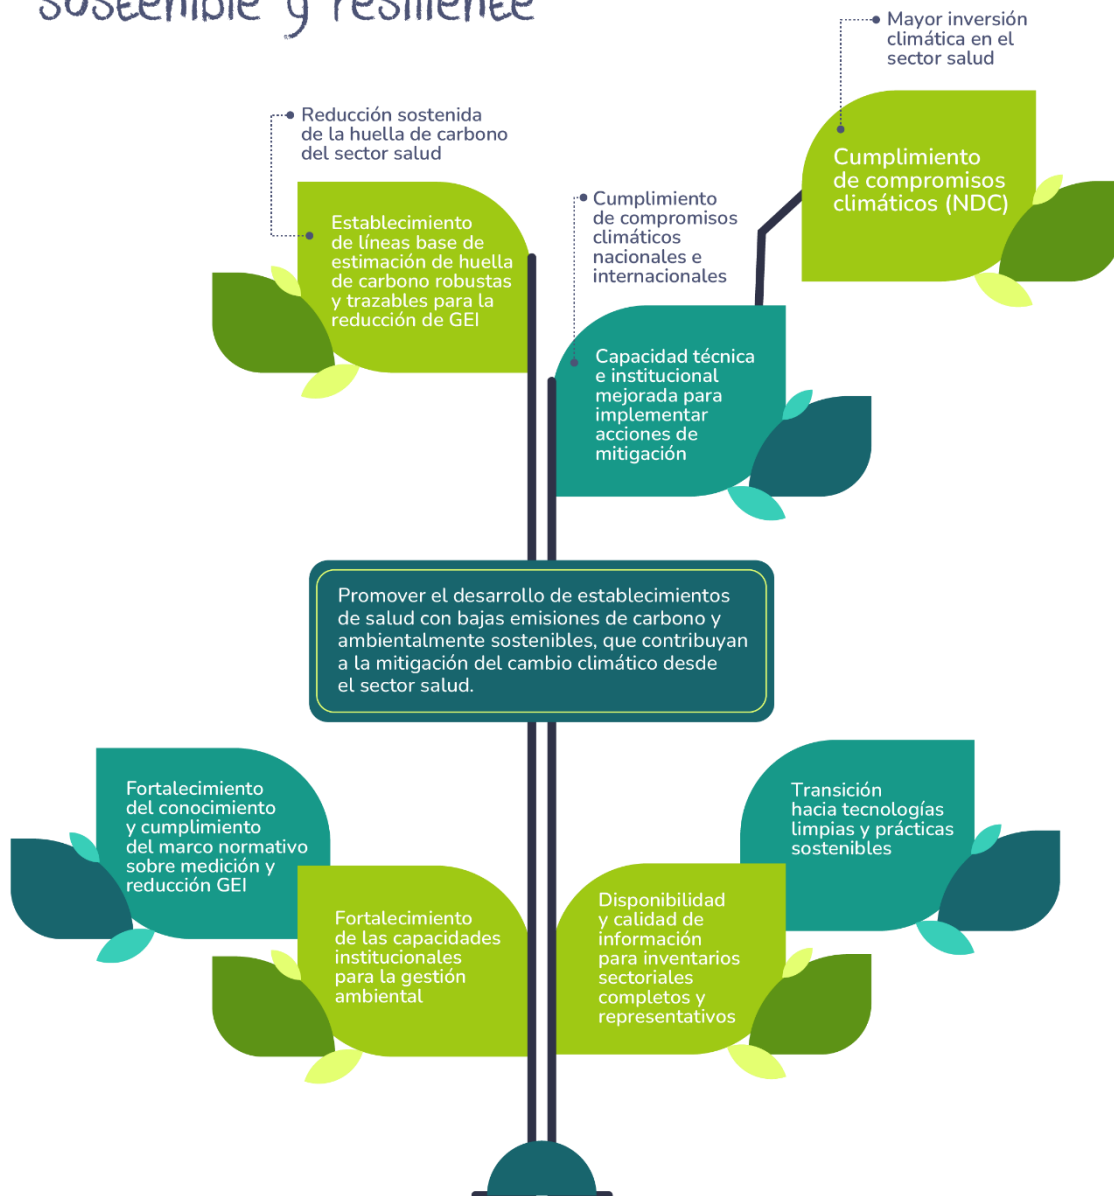 sostenible y resiliente
Mayor inversión
climática en el
sector salud
Reducción sostenida
de la huella de carbono
del sector salud
Cumplimiento
de compromisos
climáticos (NDC)
Cumplimiento
de compromisos
climáticos
nacionales e
internacionales
Establecimiento
de líneas base de
estimación de huella
de carbono robustas
y trazables para la
reducción de GEI
Capacidad técnica
e institucional
mejorada para
implementar
acciones de
mitigación
Promover el desarrollo de establecimientos
de salud con bajas emisiones de carbono y
ambientalmente sostenibles, que contribuyan
a la mitigación del cambio climático desde
el sector salud.
Fortalecimiento
del conocimiento
y cumplimiento
del marco normativo
sobre medición y
reducción GEI
Transición
hacia tecnologías
limpias y prácticas
sostenibles
Fortalecimiento
de las capacidades
institucionales
para la gestión
ambiental
Disponibilidad
y calidad de
información
para inventarios
sectoriales
completos y
representativos